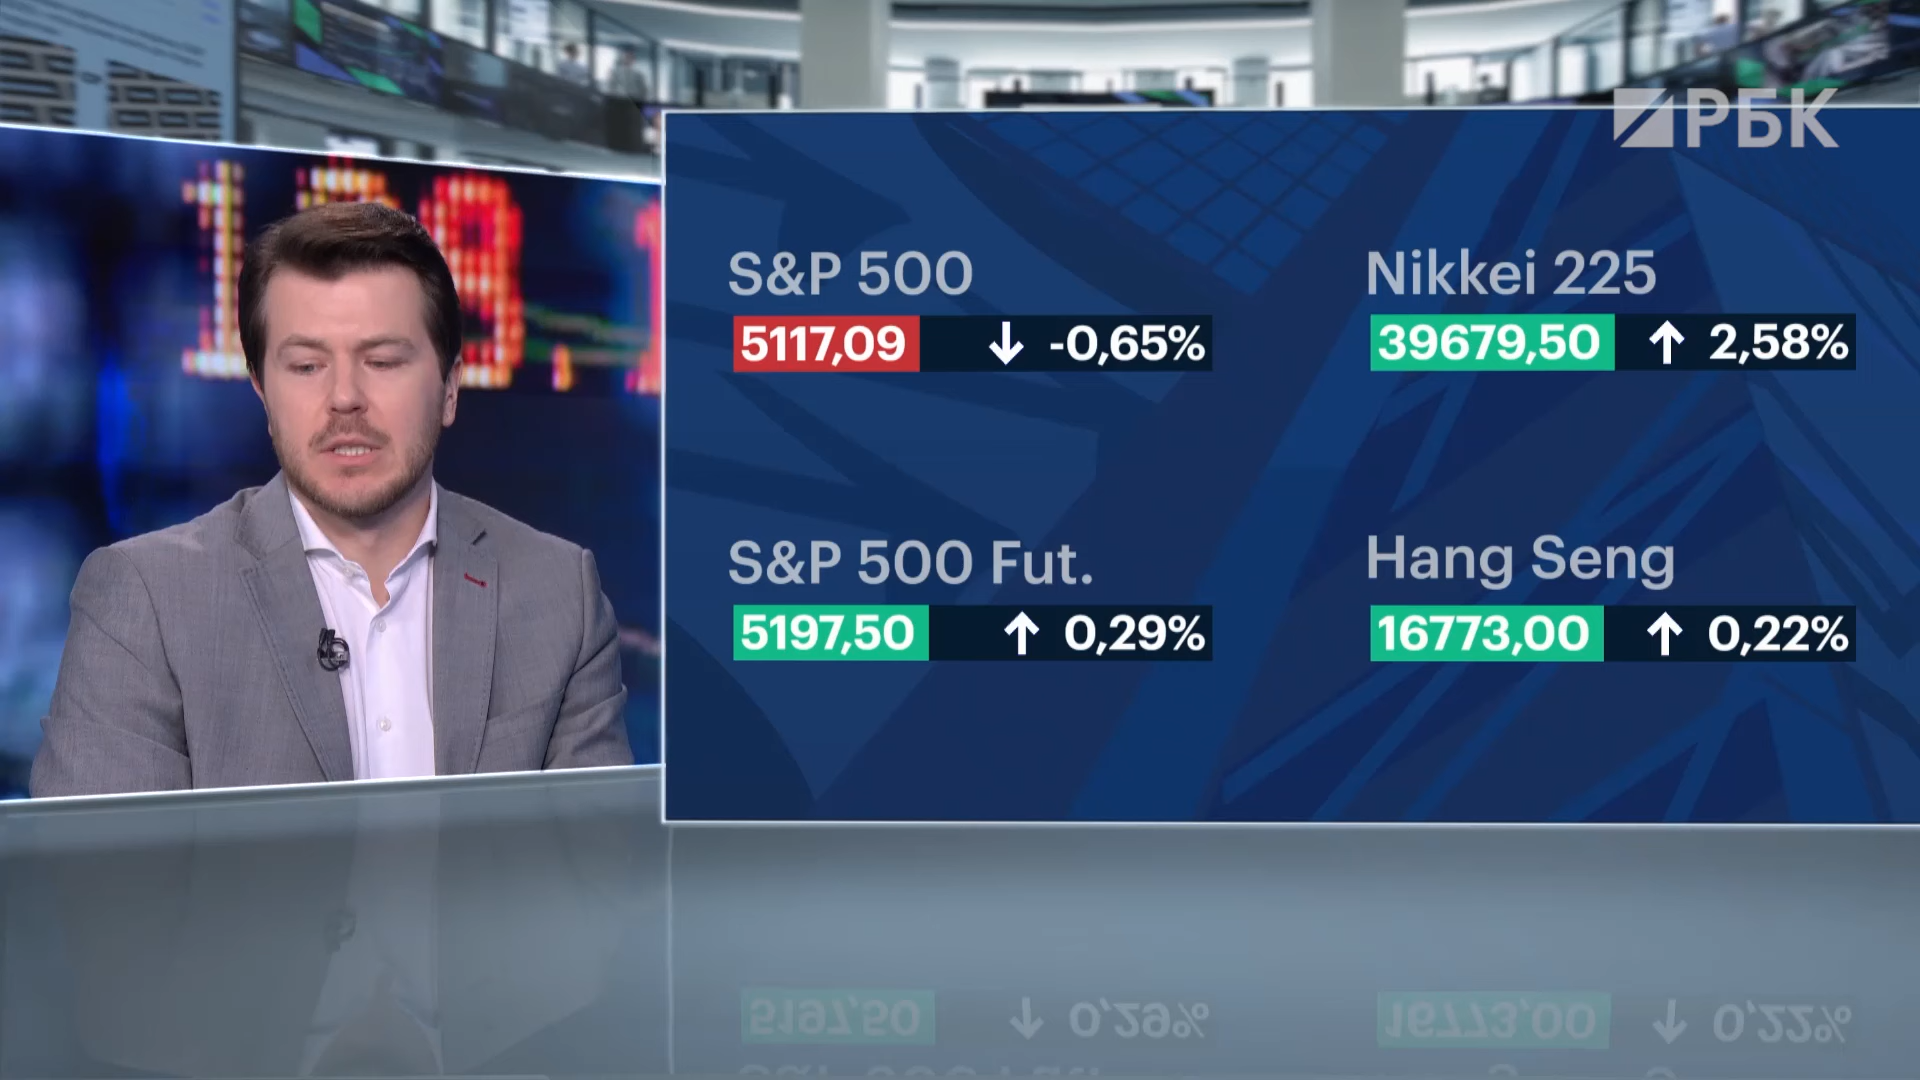 РБК
S&P 500
5117,09 ↓ -0,65%
Nikkei 225
39679,50 ↑ 2,58%
S&P 500 Fut.
5197,50 ↑ 0,29%
Hang Seng
16773,00 ↑ 0,22%